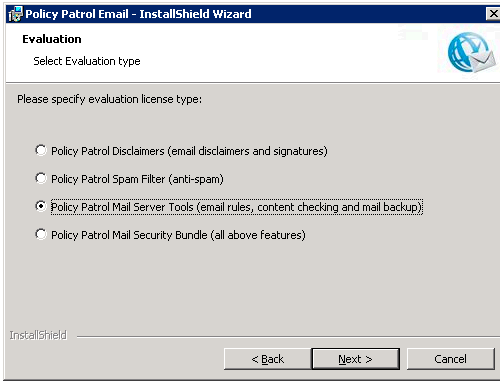 Policy Patrol Email - InstallShield Wizard
Evaluation
Select Evaluation type
Please specify evaluation license type:
Policy Patrol Disclaimers (email disclaimers and signatures)
Policy Patrol Spam Filter (anti-spam)
Policy Patrol Mail Server Tools (email rules, content checking and mail backup)
Policy Patrol Mail Security Bundle (all above features)
InstallShield
< Back
Next >
Cancel